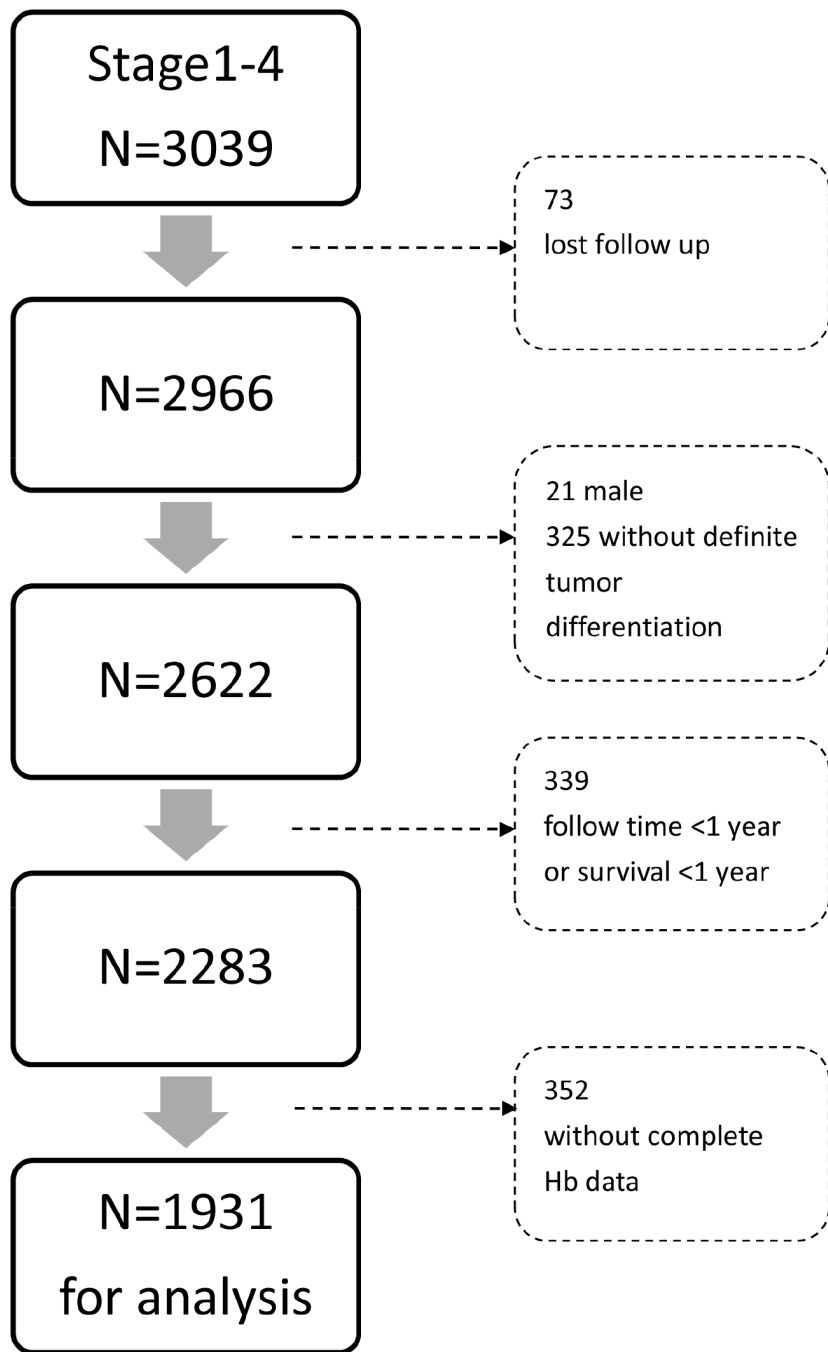 Stage1-4
N=3039
73
lost follow up
N=2966
21 male
325 without definite
tumor
differentiation
N=2622
339
follow time <1 year
or survival <1 year
N=2283
352
without complete
Hb data
N=1931
for analysis